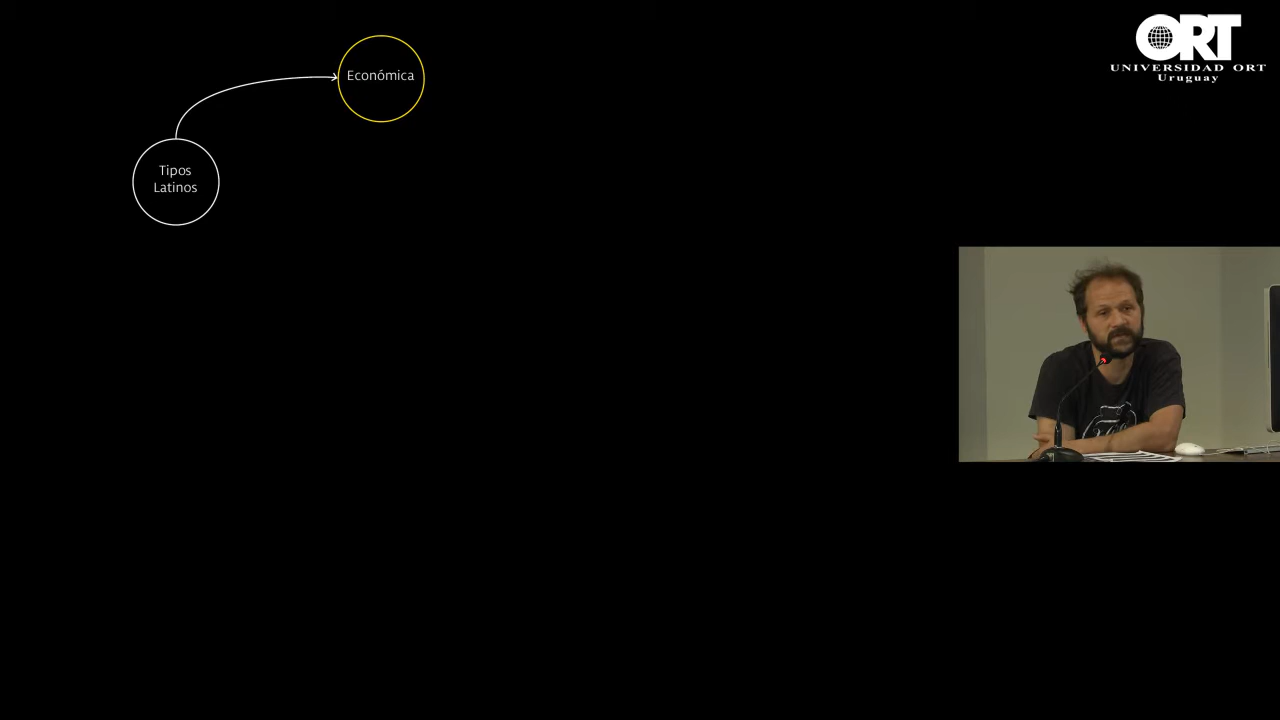 Económica
Tipos
Latinos
ORT
UNIVERSIDAD ORT
Uruguay